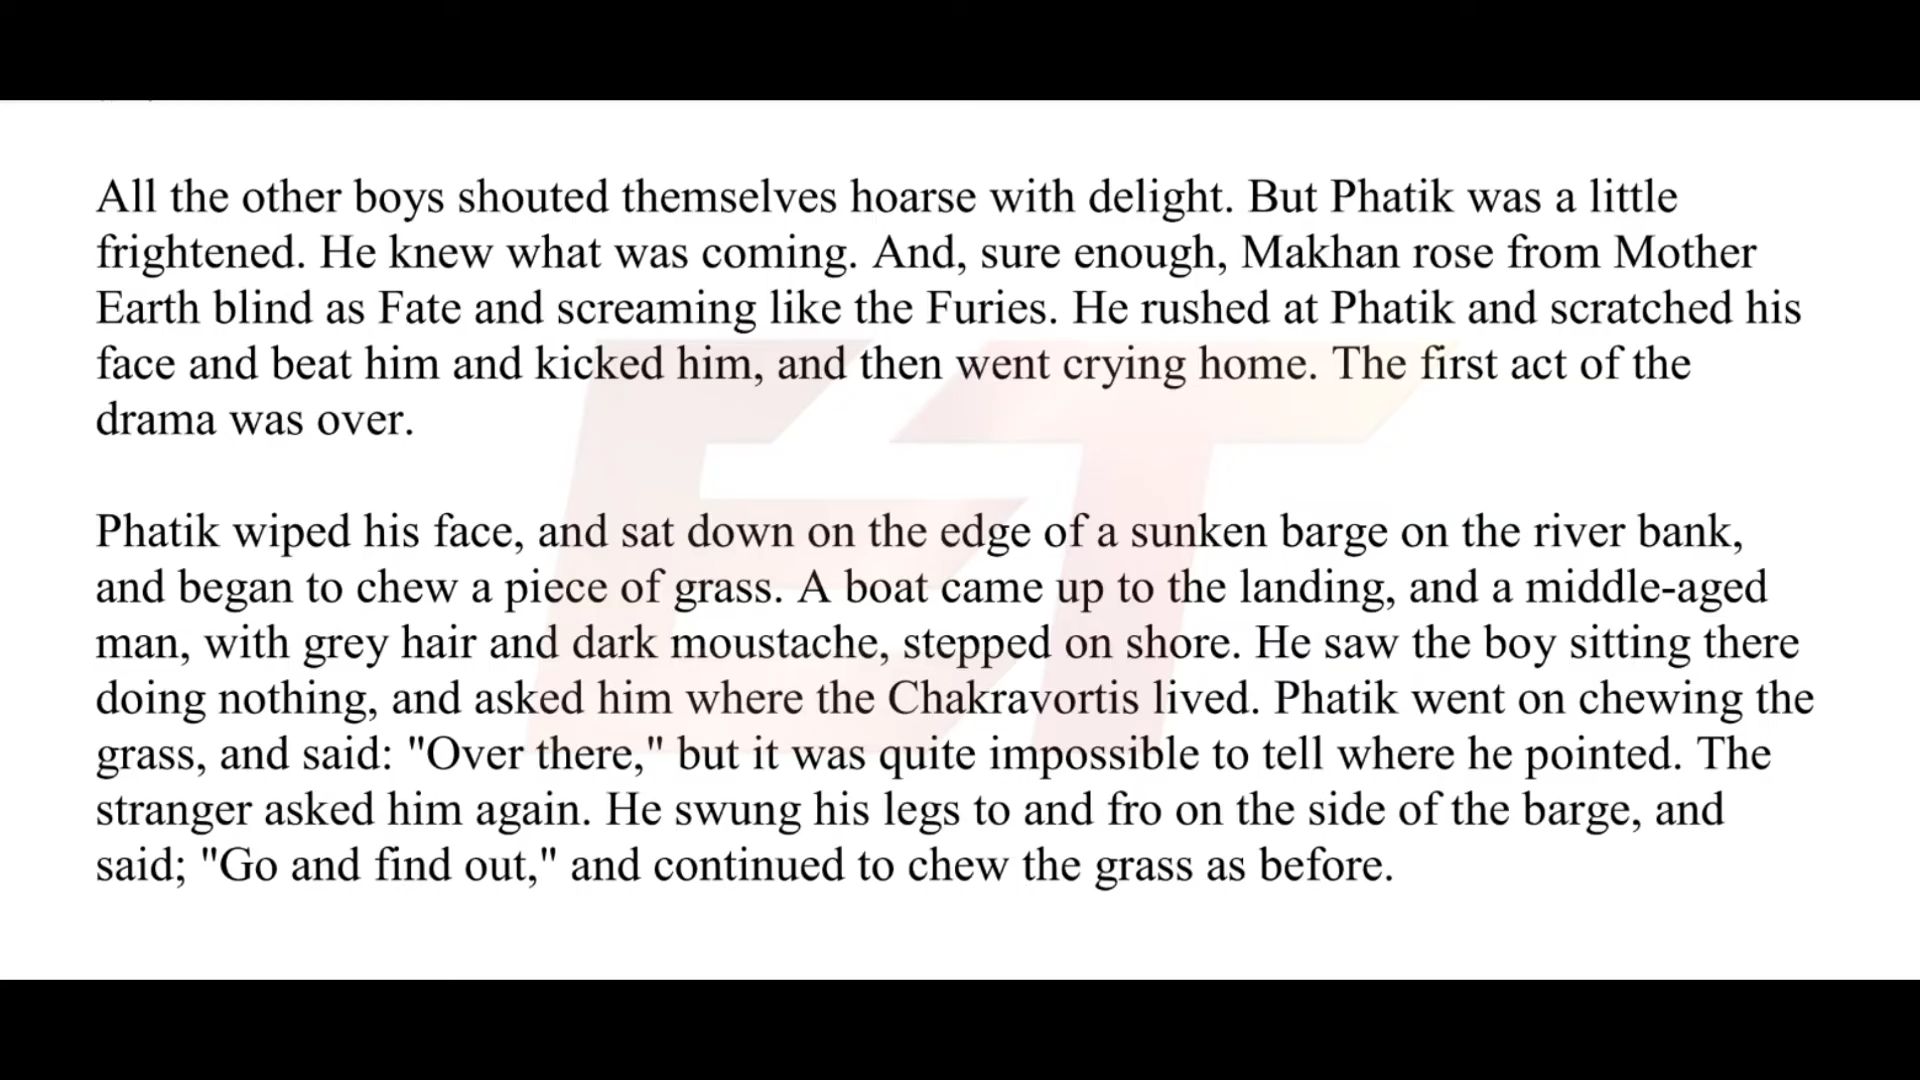 All the other boys shouted themselves hoarse with delight. But Phatik was a little
frightened. He knew what was coming. And, sure enough, Makhan rose from Mother
Earth blind as Fate and screaming like the Furies. He rushed at Phatik and scratched his
face and beat him and kicked him, and then went crying home. The first act of the
drama was over.
Phatik wiped his face, and sat down on the edge of a sunken barge on the river bank,
and began to chew a piece of grass. A boat came up to the landing, and a middle-aged
man, with grey hair and dark moustache, stepped on shore. He saw the boy sitting there
doing nothing, and asked him where the Chakravortis lived. Phatik went on chewing the
grass, and said: "Over there," but it was quite impossible to tell where he pointed. The
stranger asked him again. He swung his legs to and fro on the side of the barge, and
said; "Go and find out," and continued to chew the grass as before.